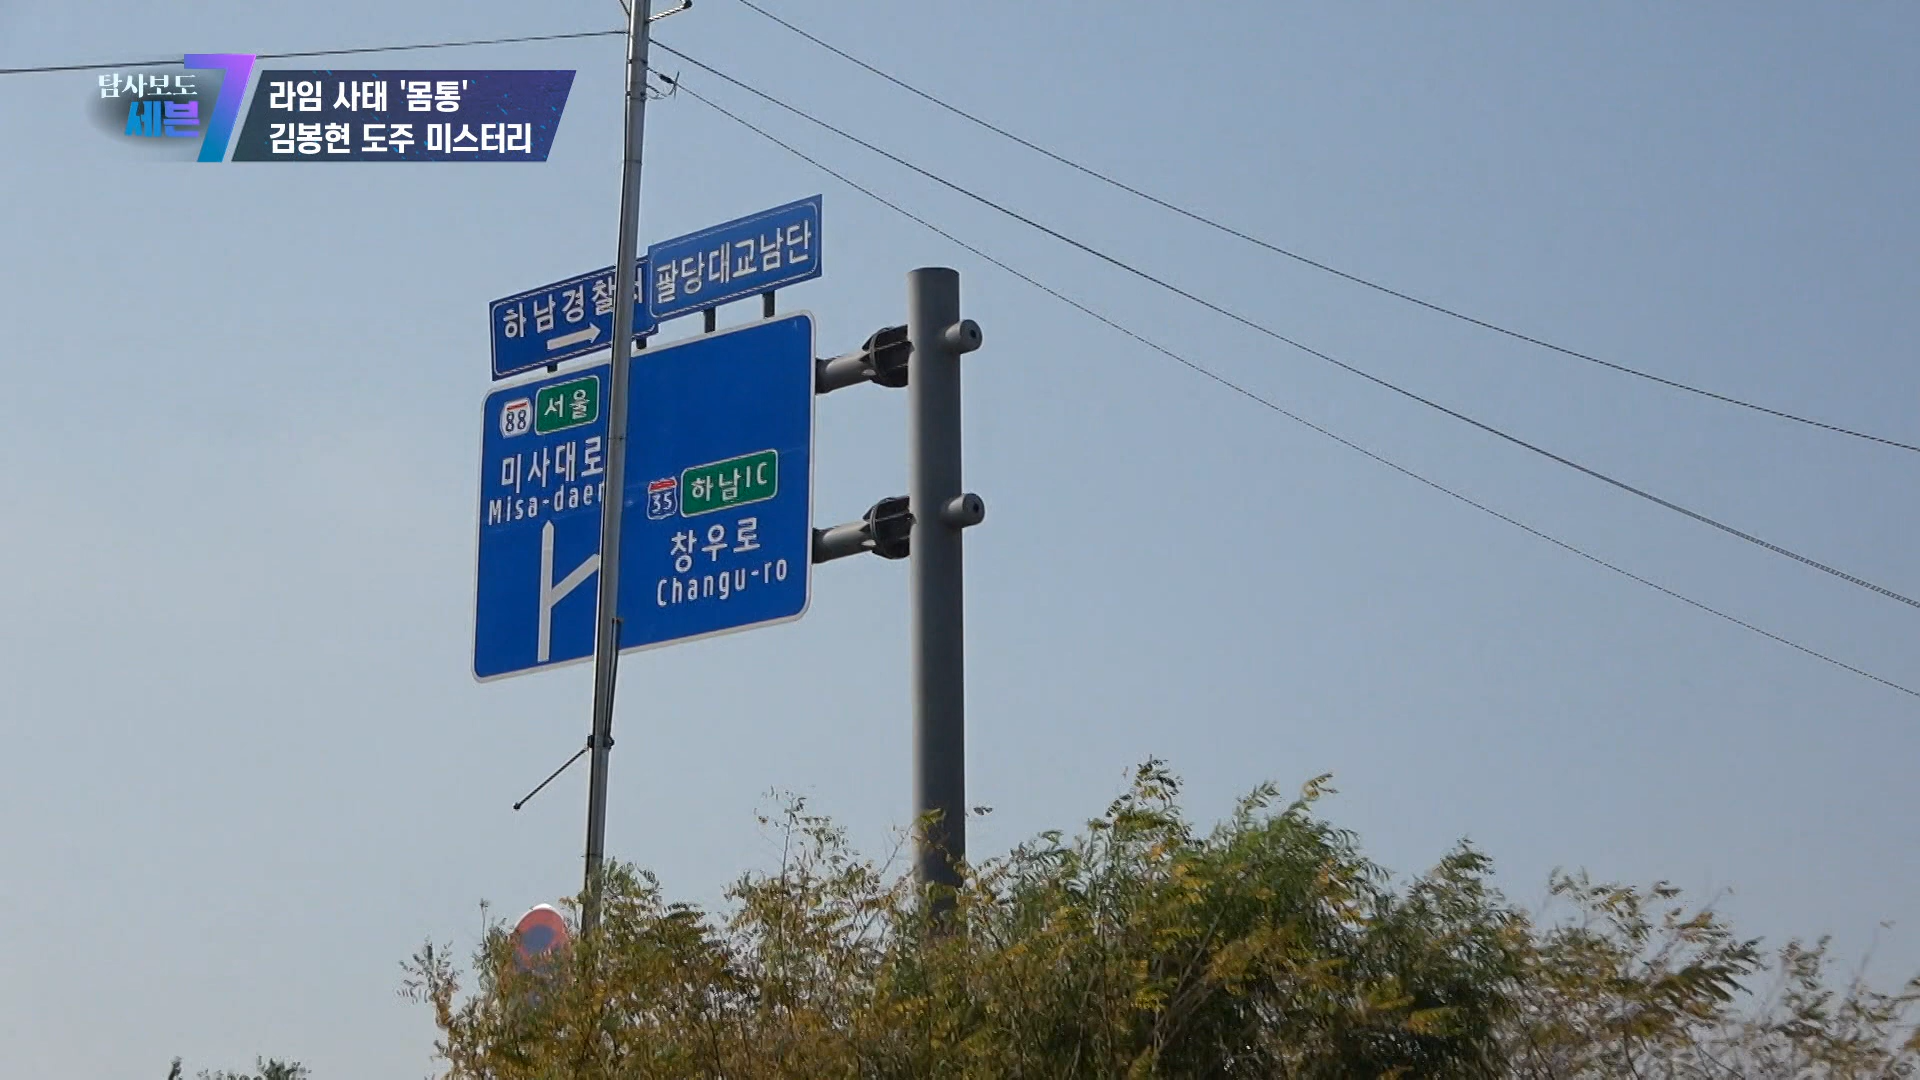 탐사보도
세븐
7
라임 사태 '몸통'
김봉현 도주 미스터리
하남경찰서
팔당대교남단
88 서울
미사대로
35 하남IC
창우로
Changu-ro